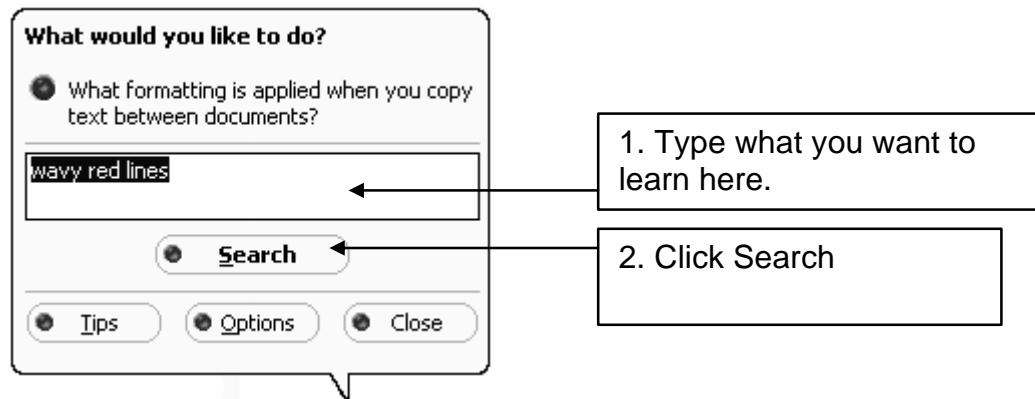 What would you like to do?
What formatting is applied when you copy
text between documents?
wavy red lines
Search
Tips
Options
Close
1. Type what you want to
learn here.
2. Click Search